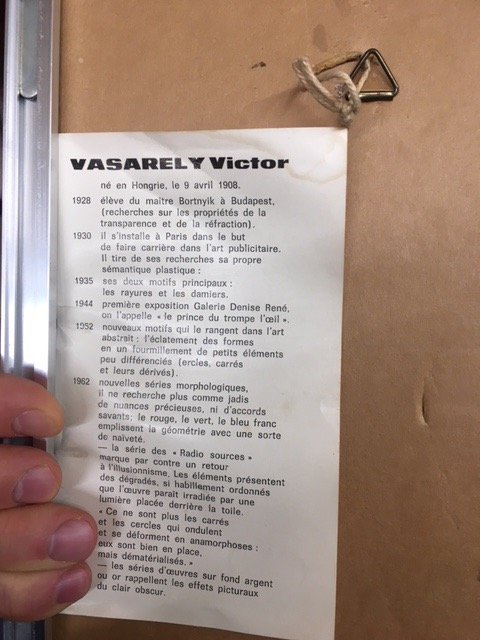 VASARELY Victor
né en Hongrie, le 9 avril 1908.
1928 élève du maître Bortnyik à Budapest,
(recherches sur les propriétés de la
transparence et de la réfraction).
1930 il s'installe à Paris dans le but
de faire carrière dans l'art publicitaire.
Il tire de ses recherches sa propre
sémantique plastique :
1935 ses deux motifs principaux :
les rayures et les damiers.
1944 première exposition Galerie Denise René,
on l'appelle « le prince du trompe l'œil ».
1952 nouveaux motifs qui le rangent dans l'art
abstrait : l'éclatement des formes
en un fourmillement de petits éléments
peu différenciés (ercles, carrés
et leurs dérivés).
1962 nouvelles séries morphologiques,
il ne recherche plus comme jadis
de nuances précieuses, ni d'accords
savants; le rouge, le vert, le bleu franc
emplissent la géométrie avec une sorte
de naïveté.
— la série des « Radio sources »
marque par contre un retour
à l'illusionnisme. Les éléments présentent
des dégradés, si habillement ordonnés
que l'œuvre paraît irradiée par une
lumière placée derrière la toile.
« Ce ne sont plus les carrés
et les cercles qui ondulent
et se déforment en anamorphoses :
eux sont bien en place,
mais dématérialisés. »
— les séries d'œuvres sur fond argent
ou or rappellent les effets picturaux
du clair obscur.